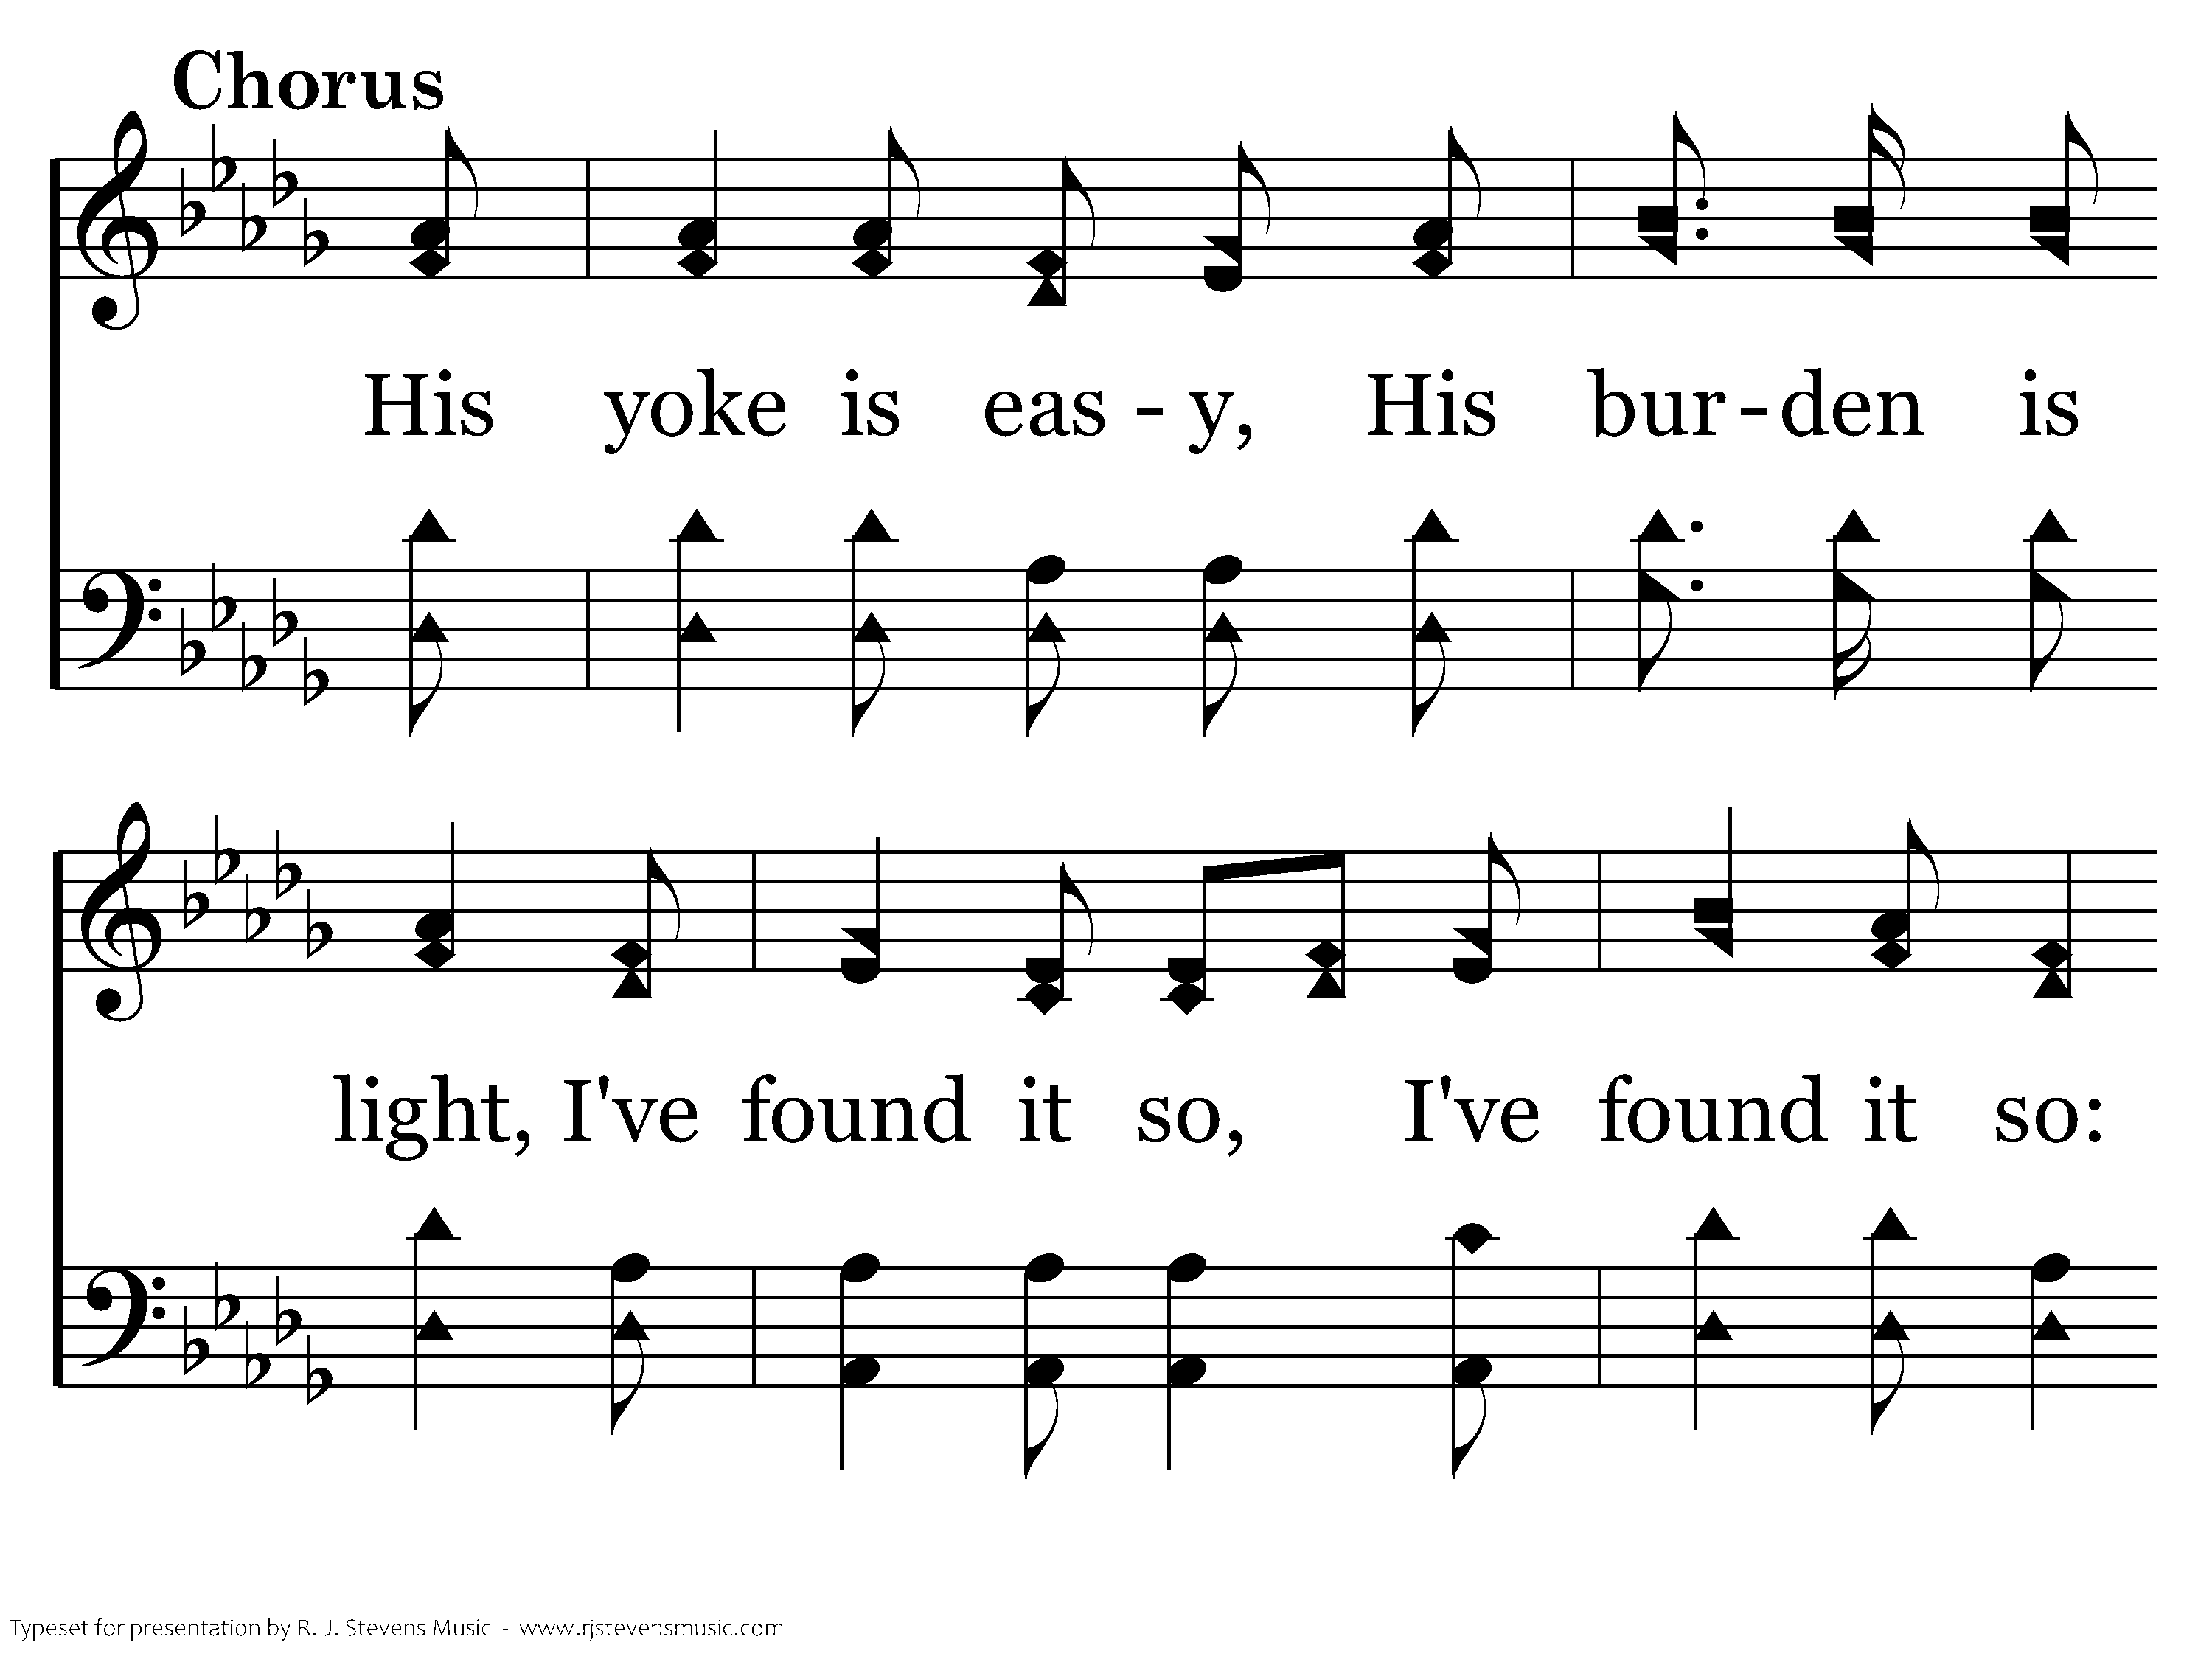 Chorus
His yoke is eas - y, His bur - den is
light, I've found it so, I've found it so:
Typeset for presentation by R. J. Stevens Music - www.rjstevensmusic.com